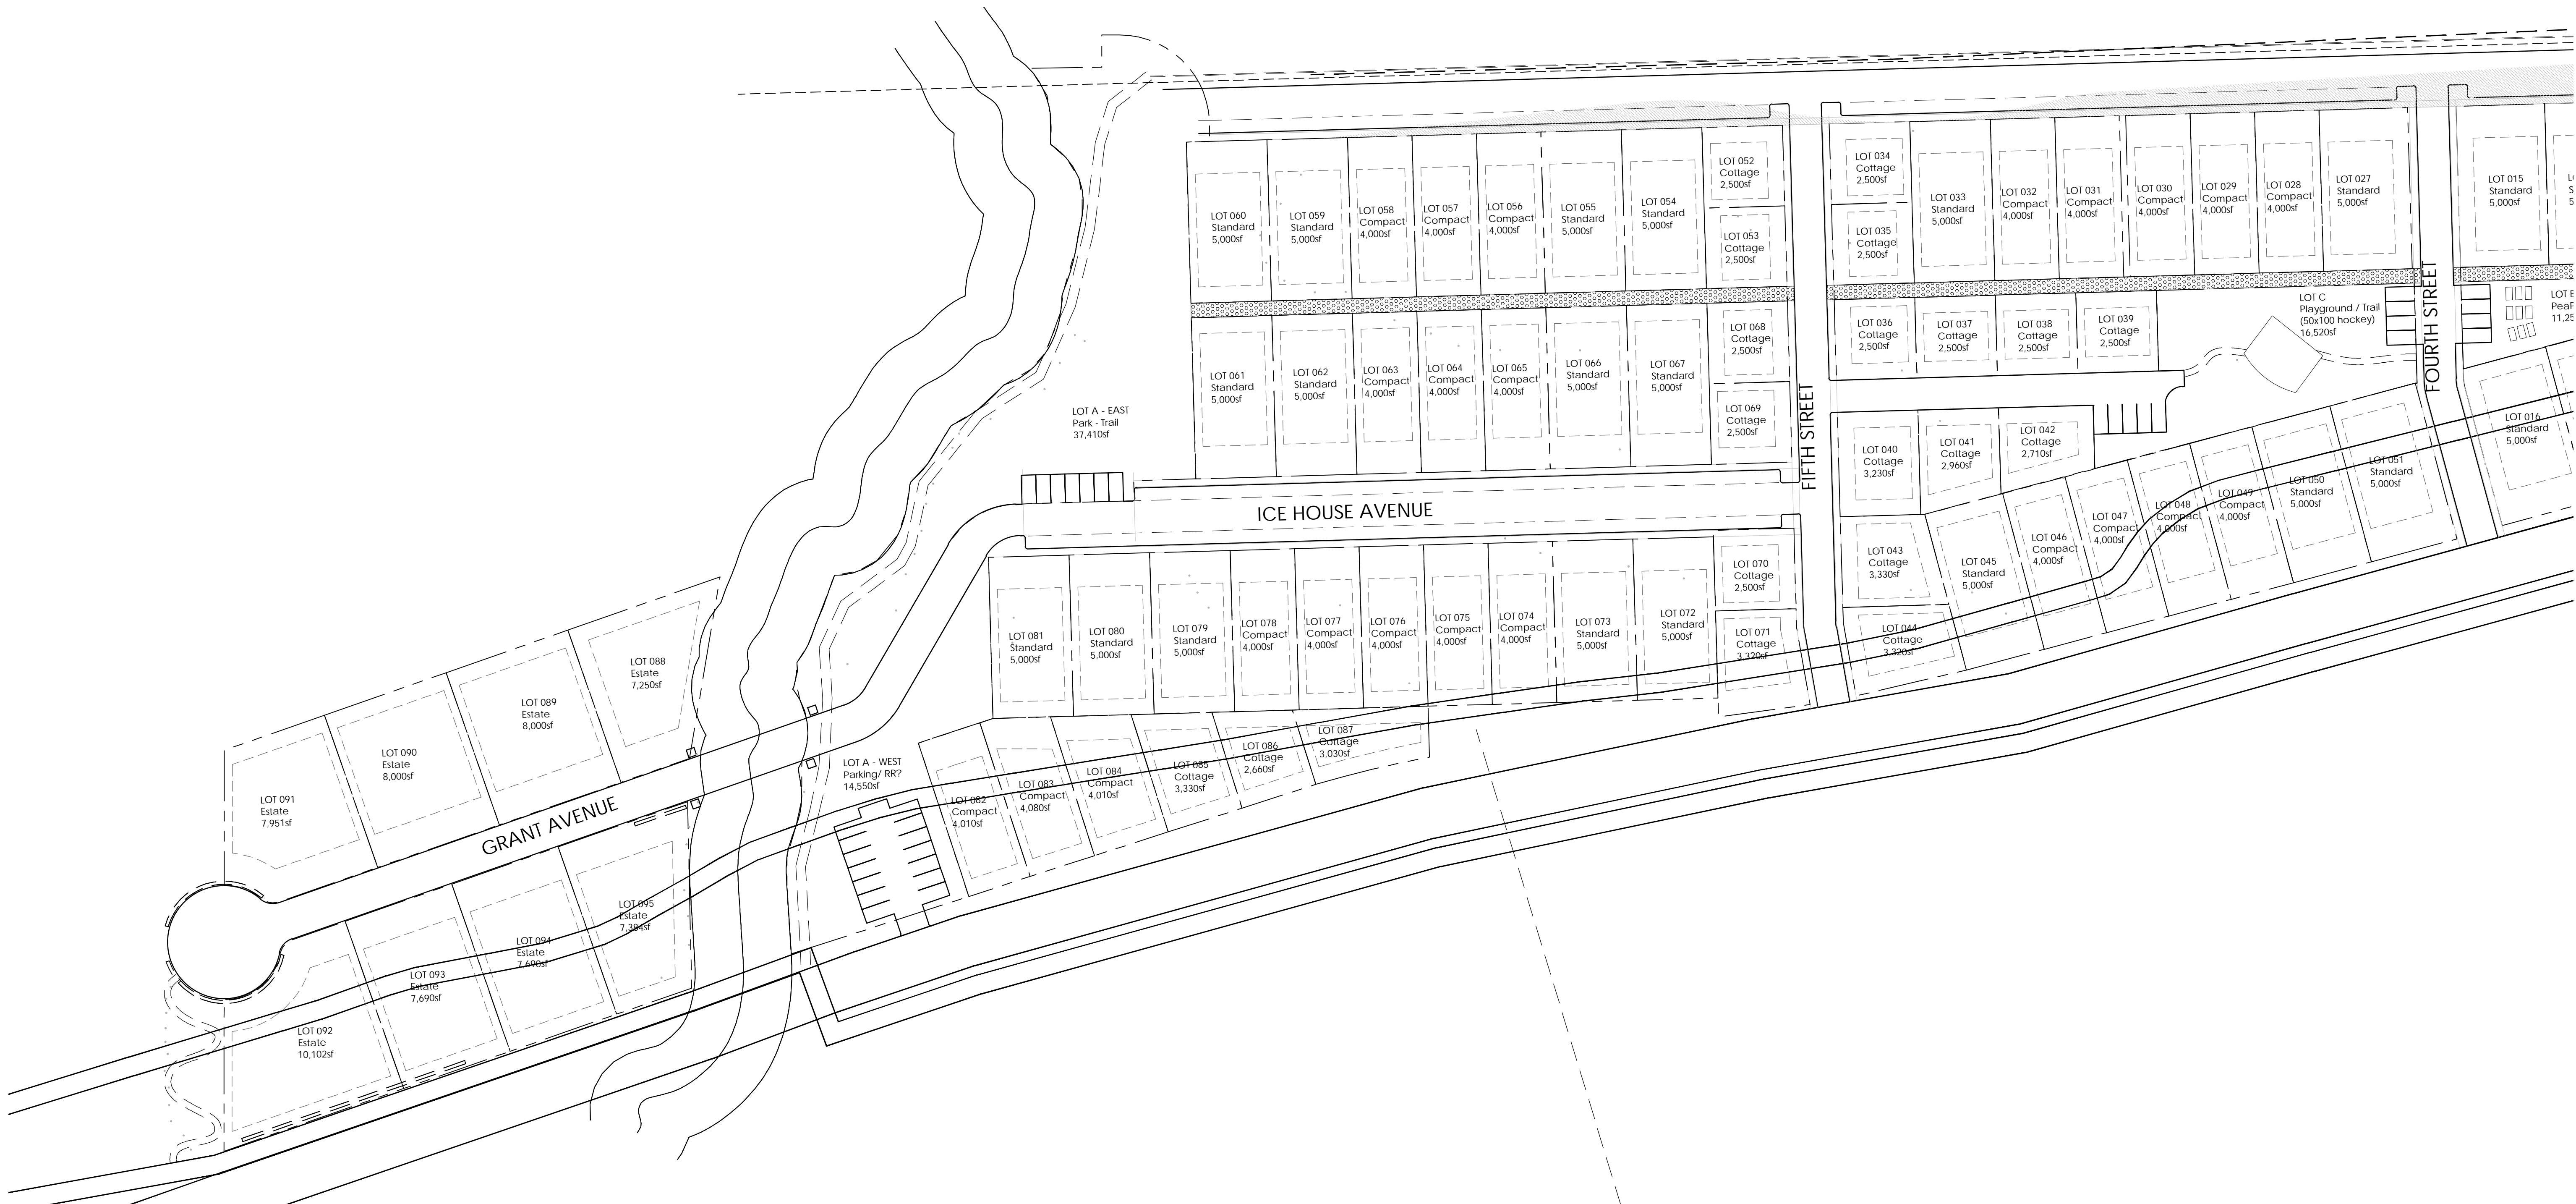 LOT 060
Standard
5,000sf
LOT 059
Standard
5,000sf
LOT 058
Compact
4,000sf
LOT 057
Compact
4,000sf
LOT 056
Compact
4,000sf
LOT 055
Standard
5,000sf
LOT 054
Standard
5,000sf
LOT 052
Cottage
2,500sf
LOT 053
Cottage
2,500sf
LOT 034
Cottage
2,500sf
LOT 035
Cottage
2,500sf
LOT 033
Standard
5,000sf
LOT 032
Compact
4,000sf
LOT 031
Compact
4,000sf
LOT 030
Compact
4,000sf
LOT 029
Compact
4,000sf
LOT 028
Compact
4,000sf
LOT 027
Standard
5,000sf
LOT 015
Standard
5,000sf
LOT 061
Standard
5,000sf
LOT 062
Standard
5,000sf
LOT 063
Compact
4,000sf
LOT 064
Compact
4,000sf
LOT 065
Compact
4,000sf
LOT 066
Standard
5,000sf
LOT 067
Standard
5,000sf
LOT 068
Cottage
2,500sf
LOT 069
Cottage
2,500sf
FIFTH STREET
LOT 036
Cottage
2,500sf
LOT 037
Cottage
2,500sf
LOT 038
Cottage
2,500sf
LOT 039
Cottage
2,500sf
LOT C
Playground / Trail
(50x100 hockey)
16,520sf
FOURTH STREET
LOT A - EAST
Park - Trail
37,410sf
LOT 040
Cottage
3,230sf
LOT 041
Cottage
2,960sf
LOT 042
Cottage
2,710sf
LOT 043
Cottage
3,330sf
LOT 044
Cottage
3,320sf
LOT 045
Standard
5,000sf
LOT 046
Compact
4,000sf
LOT 047
Compact
4,000sf
LOT 048
Compact
4,000sf
LOT 049
Compact
4,000sf
LOT 050
Standard
5,000sf
LOT 051
Standard
5,000sf
LOT 016
Standard
5,000sf
ICE HOUSE AVENUE
LOT 081
Standard
5,000sf
LOT 080
Standard
5,000sf
LOT 079
Standard
5,000sf
LOT 078
Compact
4,000sf
LOT 077
Compact
4,000sf
LOT 076
Compact
4,000sf
LOT 075
Compact
4,000sf
LOT 074
Compact
4,000sf
LOT 073
Standard
5,000sf
LOT 072
Standard
5,000sf
LOT 070
Cottage
2,500sf
LOT 071
Cottage
3,320sf
LOT 088
Estate
7,250sf
LOT 089
Estate
8,000sf
LOT 090
Estate
8,000sf
LOT 091
Estate
7,951sf
GRANT AVENUE
LOT A - WEST
Parking/ RR?
14,550sf
LOT 082
Compact
4,010sf
LOT 083
Compact
4,080sf
LOT 084
Compact
4,010sf
LOT 085
Cottage
3,330sf
LOT 086
Cottage
2,660sf
LOT 087
Cottage
3,030sf
LOT 095
Estate
7,384sf
LOT 094
Estate
7,690sf
LOT 093
Estate
7,690sf
LOT 092
Estate
10,102sf